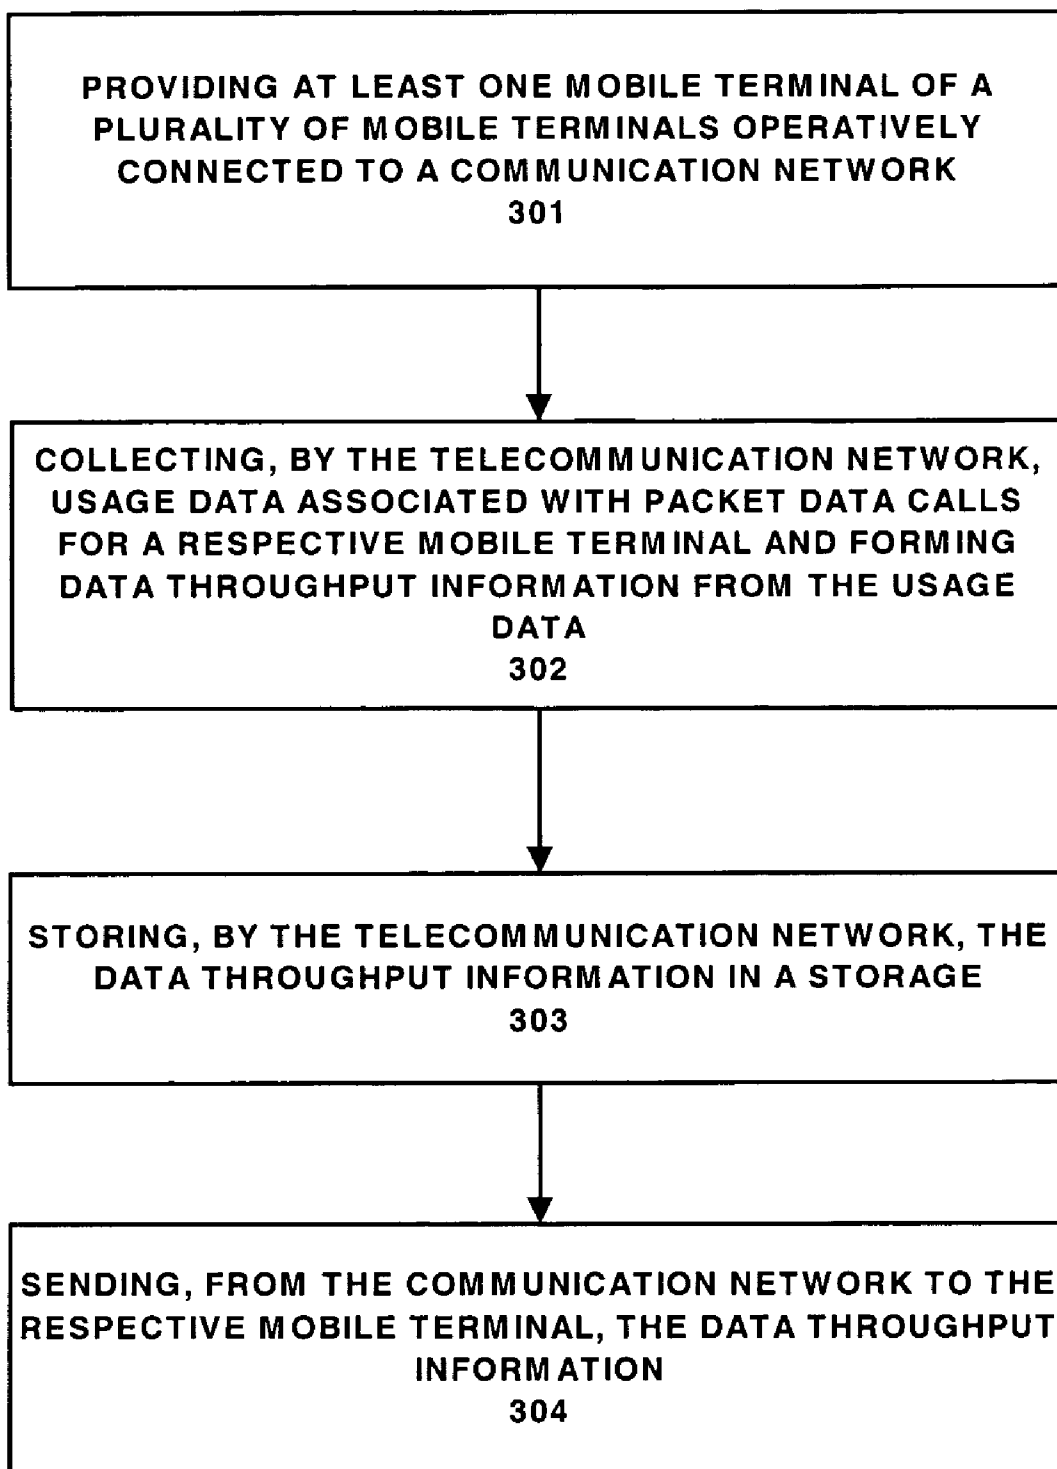 PROVIDING AT LEAST ONE MOBILE TERMINAL OF A
PLURALITY OF MOBILE TERMINALS OPERATIVELY
CONNECTED TO A COMMUNICATION NETWORK
301
COLLECTING, BY THE TELECOMMUNICATION NETWORK,
USAGE DATA ASSOCIATED WITH PACKET DATA CALLS
FOR A RESPECTIVE MOBILE TERMINAL AND FORMING
DATA THROUGHPUT INFORMATION FROM THE USAGE
DATA
302
STORING, BY THE TELECOMMUNICATION NETWORK, THE
DATA THROUGHPUT INFORMATION IN A STORAGE
303
SENDING, FROM THE COMMUNICATION NETWORK TO THE
RESPECTIVE MOBILE TERMINAL, THE DATA THROUGHPUT
INFORMATION
304